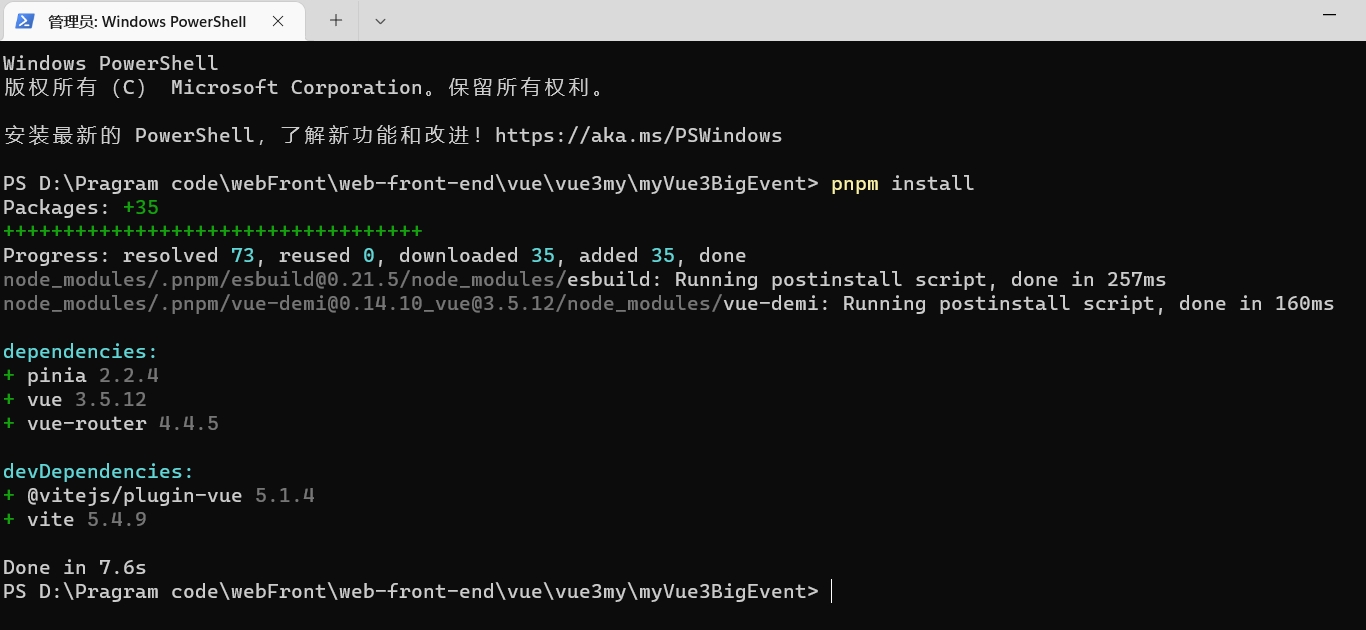 管理员: Windows PowerShell
Windows PowerShell
版权所有（C） Microsoft Corporation。保留所有权利。
安装最新的 PowerShell，了解新功能和改进！https://aka.ms/PSWindows
PS D:\Pragram code\webFront\web-front-end\vue\vue3my\myVue3BigEvent> pnpm install
Packages: +35
+++++++++++++++++++++++++++++++++++
Progress: resolved 73, reused 0, downloaded 35, added 35, done
node_modules/.pnpm/esbuild@0.21.5/node_modules/esbuild: Running postinstall script, done in 257ms
node_modules/.pnpm/vue-demi@0.14.10_vue@3.5.12/node_modules/vue-demi: Running postinstall script, done in 160ms
dependencies:
+ pinia 2.2.4
+ vue 3.5.12
+ vue-router 4.4.5
devDependencies:
+ @vitejs/plugin-vue 5.1.4
+ vite 5.4.9
Done in 7.6s
PS D:\Pragram code\webFront\web-front-end\vue\vue3my\myVue3BigEvent>